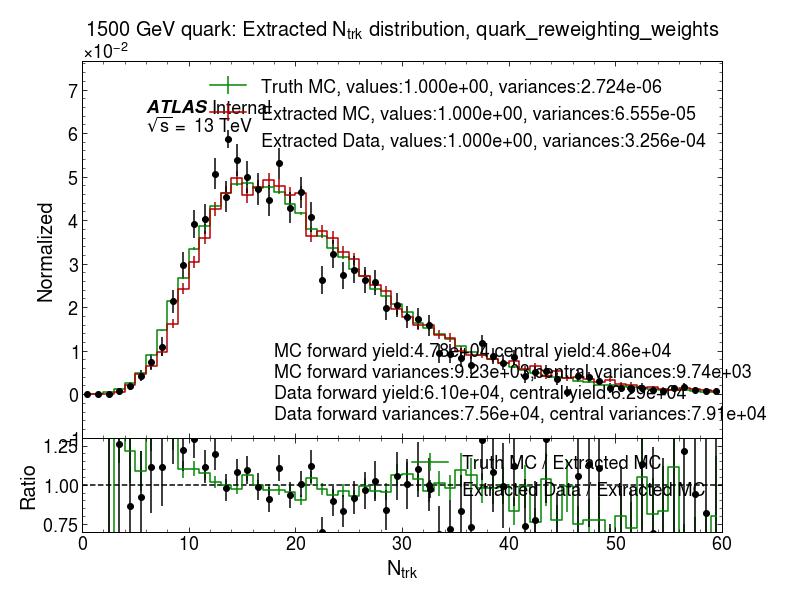 1500 GeV quark: Extracted N_trk distribution, quark_reweighting_weights
×10⁻²
Truth MC, values:1.000e+00, variances:2.724e-06
ATLAS Internal
Extracted MC, values:1.000e+00, variances:6.555e-05
√s = 13 TeV
Extracted Data, values:1.000e+00, variances:3.256e-04
7
6
5
4
3
2
1
0
Normalized
MC forward yield:4.78e+04, central yield:4.86e+04
MC forward variances:9.23e+03, central variances:9.74e+03
Data forward yield:6.10e+04, central yield:6.29e+04
Data forward variances:7.56e+04, central variances:7.91e+04
1.25
1.00
0.75
Ratio
Truth MC / Extracted MC
Extracted Data / Extracted MC
0 10 20 30 40 50 60
N_trk